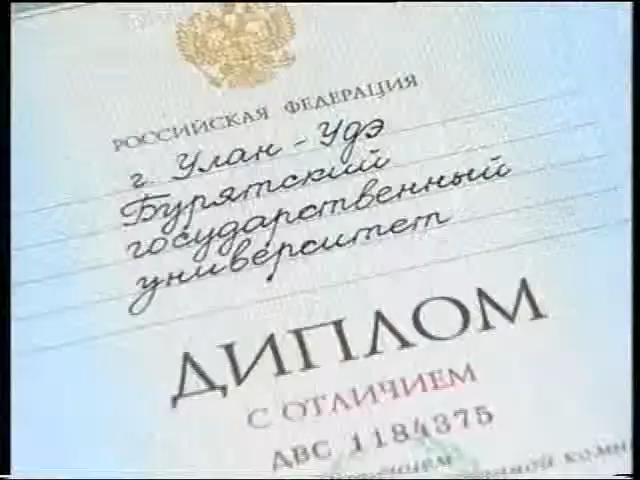 РОССИЙСКАЯ ФЕДЕРАЦИЯ
г. Улан - Удэ
Бурятский
государственный
университет
ДИПЛОМ
С ОТЛИЧИЕМ
АВС 1184375